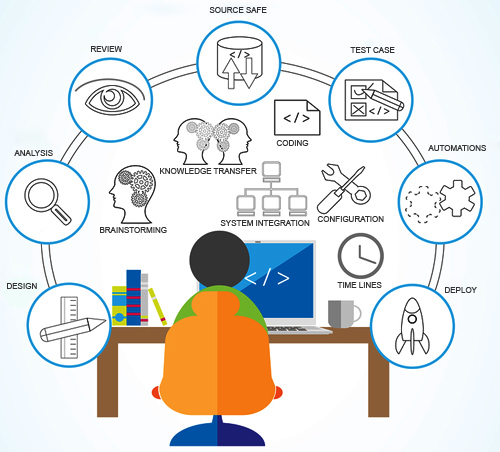 SOURCE SAFE
REVIEW
TEST CASE
</>
</>
CODING
ANALYSIS
AUTOMATIONS
KNOWLEDGE TRANSFER
BRAINSTORMING
SYSTEM INTEGRATION
CONFIGURATION
</>
TIME LINES
DESIGN
DEPLOY